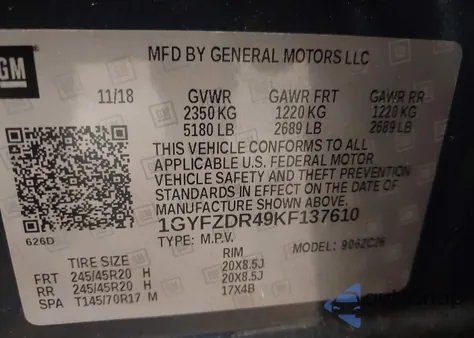 GM
MFD BY GENERAL MOTORS LLC
11/18 GVWR GAWR FRT GAWR RR
2350 KG 1220 KG 1220 KG
5180 LB 2689 LB 2689 LB
THIS VEHICLE CONFORMS TO ALL
APPLICABLE U.S. FEDERAL MOTOR
VEHICLE SAFETY AND THEFT PREVENTION
STANDARDS IN EFFECT ON THE DATE OF
MANUFACTURE SHOWN ABOVE.
1GYFZDR49KF137610
626D
TYPE: M.P.V. MODEL: 906ZC26
TIRE SIZE RIM
FRT 245/45R20 H 20X8.5J
RR 245/45R20 H 20X8.5J
SPA T145/70R17 M 17X4B